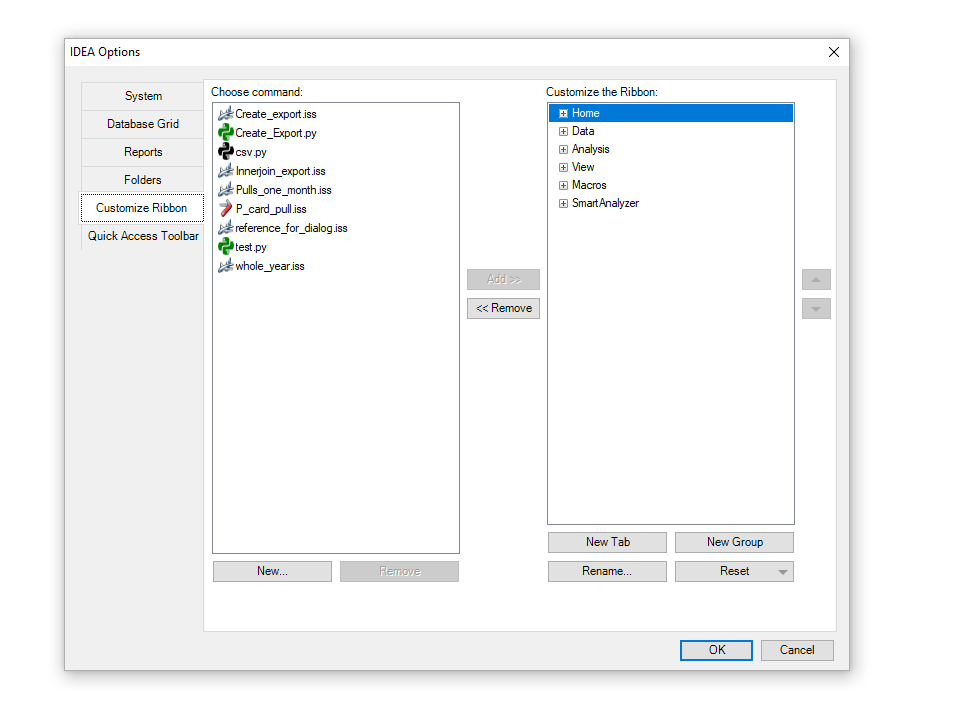 IDEA Options
System
Database Grid
Reports
Folders
Customize Ribbon
Quick Access Toolbar
Choose command:
Create_export.iss
Create_Export.py
csv.py
Innerjoin_export.iss
Pulls_one_month.iss
P_card_pull.iss
reference_for_dialog.iss
test.py
whole_year.iss
New...
Remove
Add >>
<< Remove
Customize the Ribbon:
Home
Data
Analysis
View
Macros
SmartAnalyzer
New Tab
New Group
Rename...
Reset
OK
Cancel